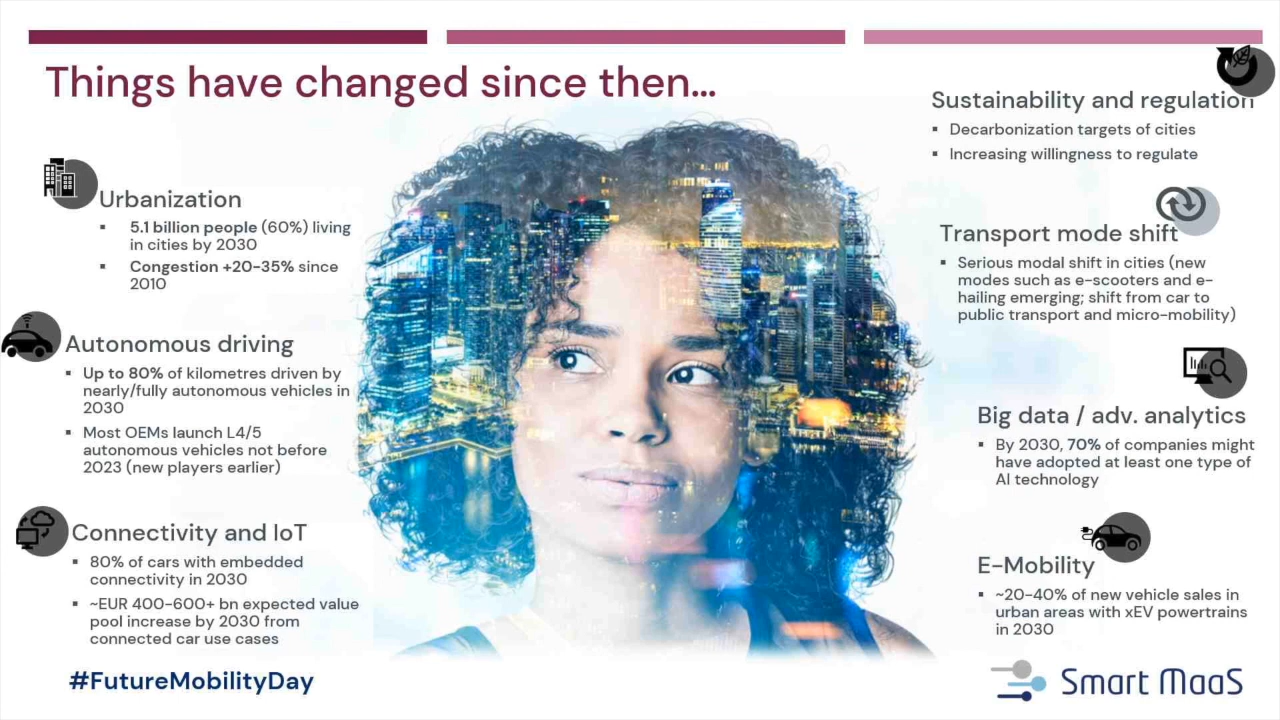 Things have changed since then...
Urbanization
▪ 5.1 billion people (60%) living
in cities by 2030
▪ Congestion +20-35% since
2010
Autonomous driving
▪ Up to 80% of kilometres driven by
nearly/fully autonomous vehicles in
2030
▪ Most OEMs launch L4/5
autonomous vehicles not before
2023 (new players earlier)
Connectivity and IoT
▪ 80% of cars with embedded
connectivity in 2030
▪ ~EUR 400-600+ bn expected value
pool increase by 2030 from
connected car use cases
Sustainability and regulation
▪ Decarbonization targets of cities
▪ Increasing willingness to regulate
Transport mode shift
▪ Serious modal shift in cities (new
modes such as e-scooters and e-
hailing emerging; shift from car to
public transport and micro-mobility)
Big data / adv. analytics
▪ By 2030, 70% of companies might
have adopted at least one type of
AI technology
E-Mobility
▪ ~20-40% of new vehicle sales in
urban areas with xEV powertrains
in 2030
#FutureMobilityDay
Smart MaaS